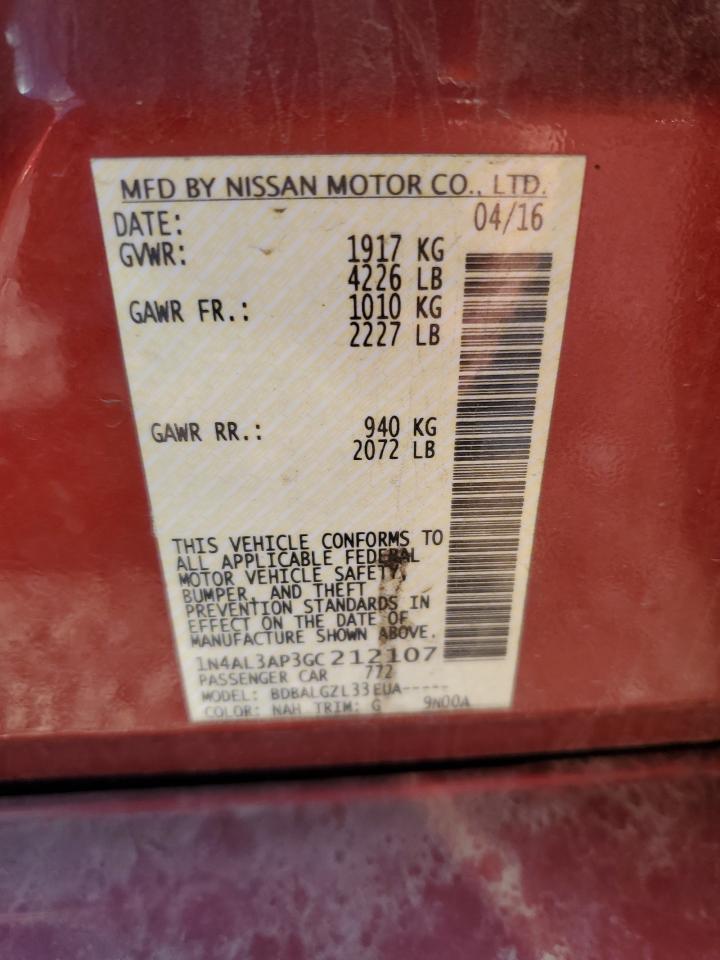 MFD BY NISSAN MOTOR CO., LTD.
DATE: 04/16
GVWR: 1917 KG
4226 LB
GAWR FR.: 1010 KG
2227 LB
GAWR RR.: 940 KG
2072 LB
THIS VEHICLE CONFORMS TO
ALL APPLICABLE FEDERAL
MOTOR VEHICLE SAFETY,
BUMPER, AND THEFT
PREVENTION STANDARDS IN
EFFECT ON THE DATE OF
MANUFACTURE SHOWN ABOVE.
1N4AL3AP3GC212107
PASSENGER CAR 772
MODEL: BDBALGZL33EUA-----
COLOR: NAH TRIM: G 9N00A